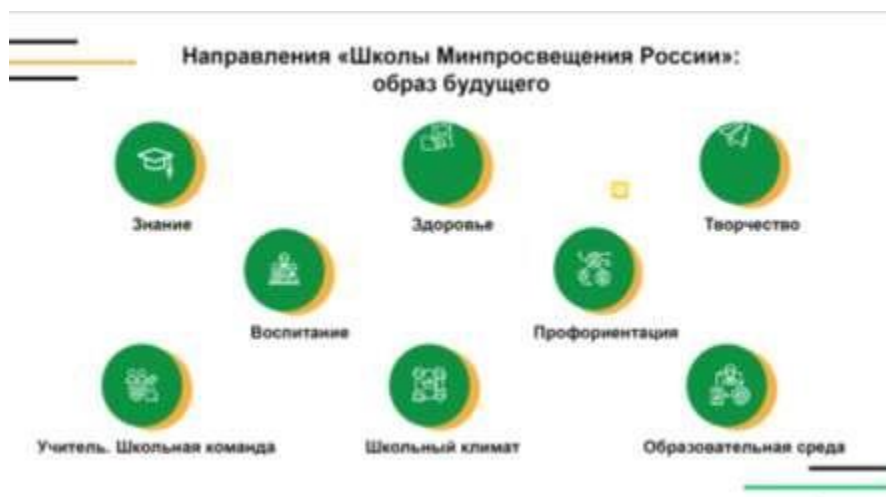 Направления «Школы Минпросвещения России»:
образ будущего
Знание
Здоровье
Творчество
Воспитание
Профориентация
Учитель. Школьная команда
Школьный климат
Образовательная среда